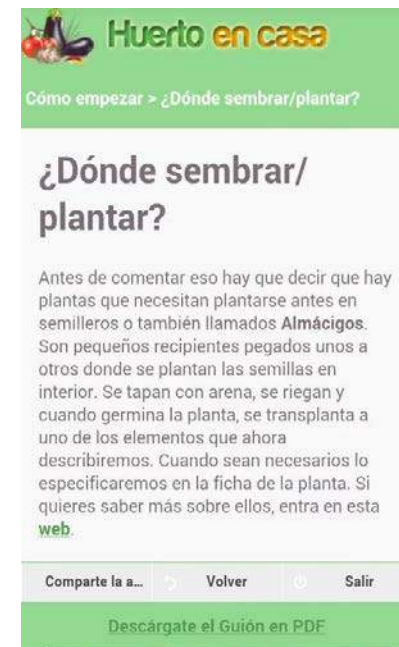 Huerto en casa
Cómo empezar > ¿Dónde sembrar/plantar?
¿Dónde sembrar/
plantar?
Antes de comentar eso hay que decir que hay
plantas que necesitan plantarse antes en
semilleros o también llamados Almácigos.
Son pequeños recipientes pegados unos a
otros donde se plantan las semillas en
interior. Se tapan con arena, se riegan y
cuando germina la planta, se transplanta a
uno de los elementos que ahora
describiremos. Cuando sean necesarios lo
especificaremos en la ficha de la planta. Si
quieres saber más sobre ellos, entra en esta
web.
Comparte la a... Volver Salir
Descárgate el Guión en PDF